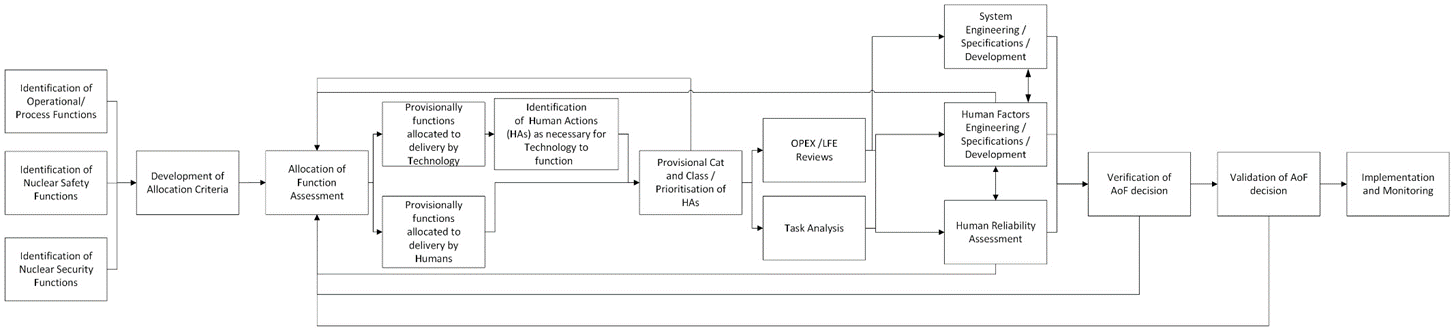 Identification of
Operational/
Process Functions
Identification of
Nuclear Safety
Functions
Identification of
Nuclear Security
Functions
Development of
Allocation Criteria
Allocation of
Function
Assessment
Provisionally
functions
allocated to
delivery by
Technology
Provisionally
functions
allocated to
delivery by
Humans
Identification
of Human Actions
(HAs) as necessary for
Technology to
function
Provisional Cat
and Class /
Prioritisation of
HAs
OPEX /LFE
Reviews
Task Analysis
System
Engineering /
Specifications /
Development
Human Factors
Engineering /
Specifications /
Development
Human Reliability
Assessment
Verification of
AoF decision
Validation of AoF
decision
Implementation
and Monitoring